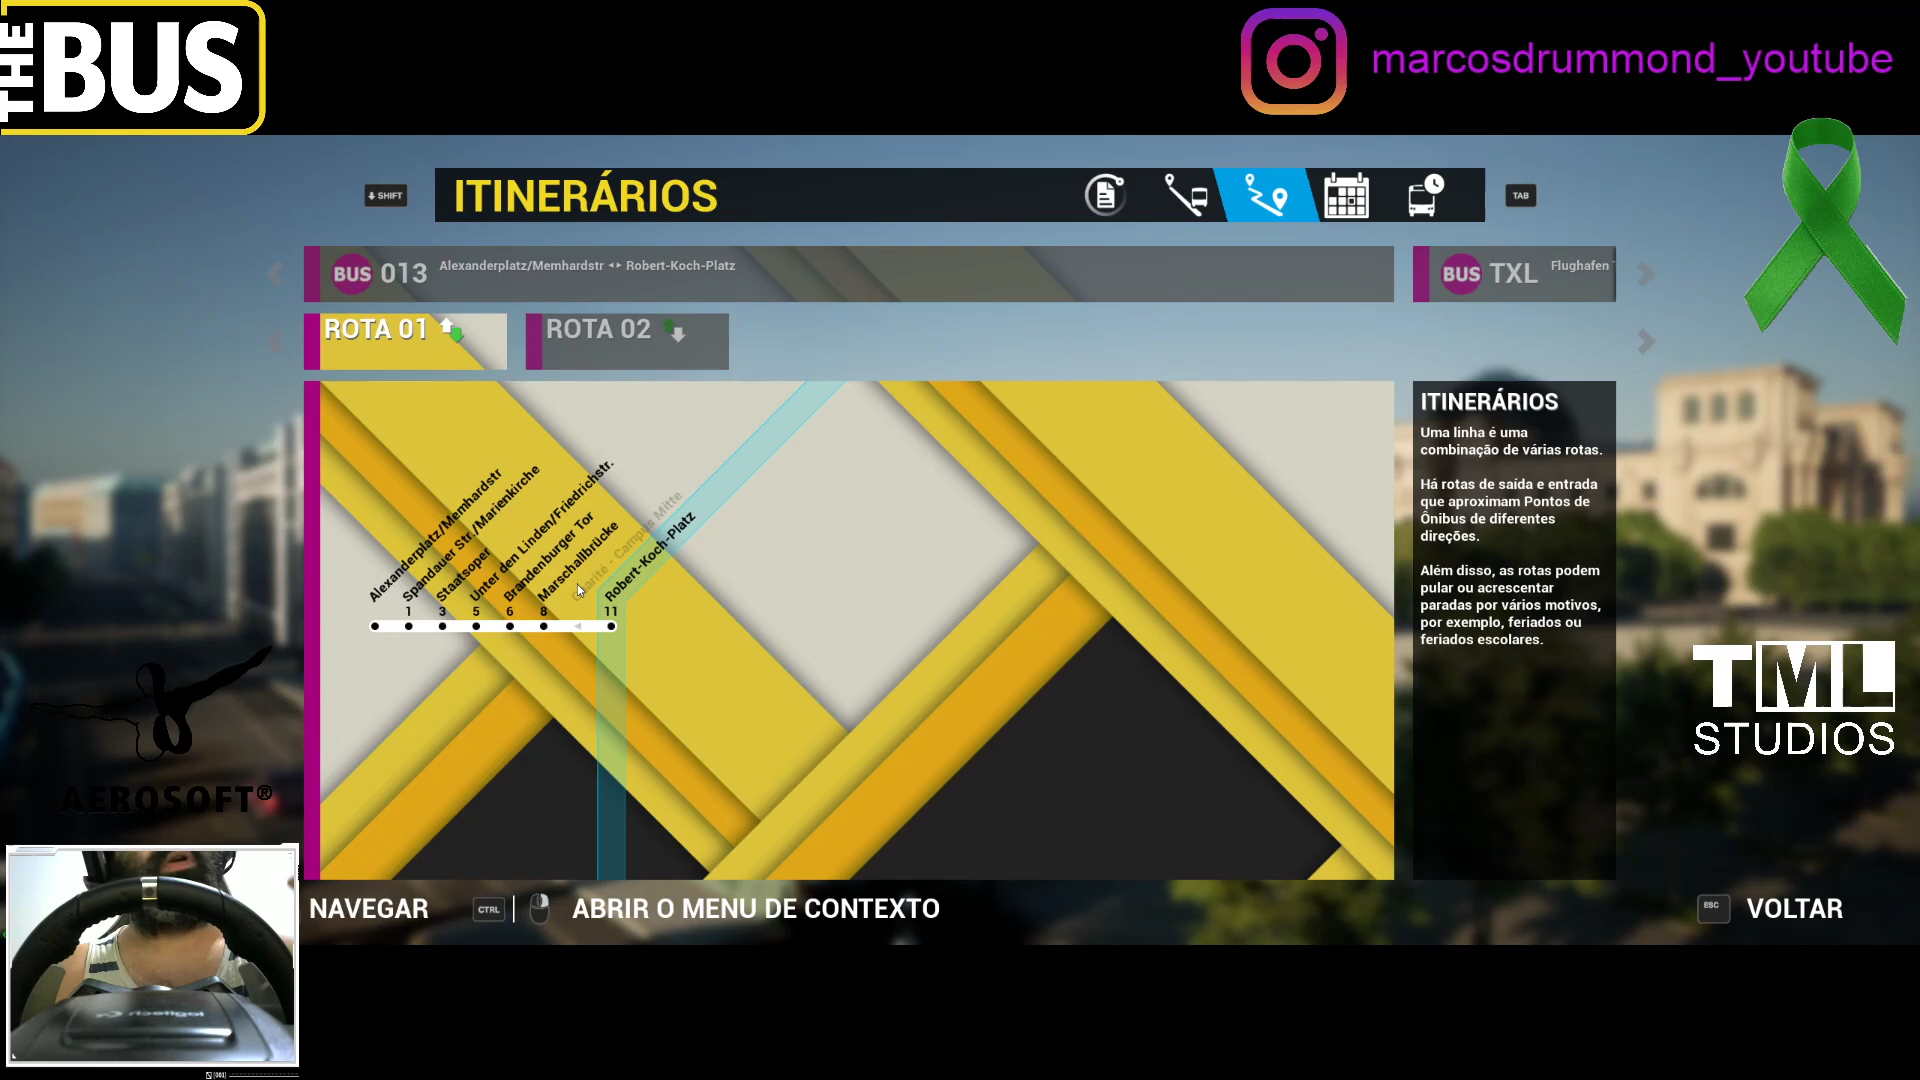 THE BUS
marcosdrummond_youtube
SHIFT
ITINERÁRIOS
TAB
BUS 013 Alexanderplatz/Memhardstr Robert-Koch-Platz
BUS TXL Flughafen
ROTA 01
ROTA 02
Alexanderplatz/Memhardstr
Spandauer Str./Marienkirche
Staatsoper
Unter den Linden/Friedrichstr.
Brandenburger Tor
Marschallbrücke
Charité - Campus Mitte
Robert-Koch-Platz
1 3 5 6 8 11
ITINERÁRIOS
Uma linha é uma
combinação de várias rotas.
Há rotas de saída e entrada
que aproximam Pontos de
Ônibus de diferentes
direções.
Além disso, as rotas podem
pular ou acrescentar
paradas por vários motivos,
por exemplo, feriados ou
feriados escolares.
AEROSOFT®
TML
STUDIOS
NAVEGAR
CTRL
ABRIR O MENU DE CONTEXTO
ESC
VOLTAR